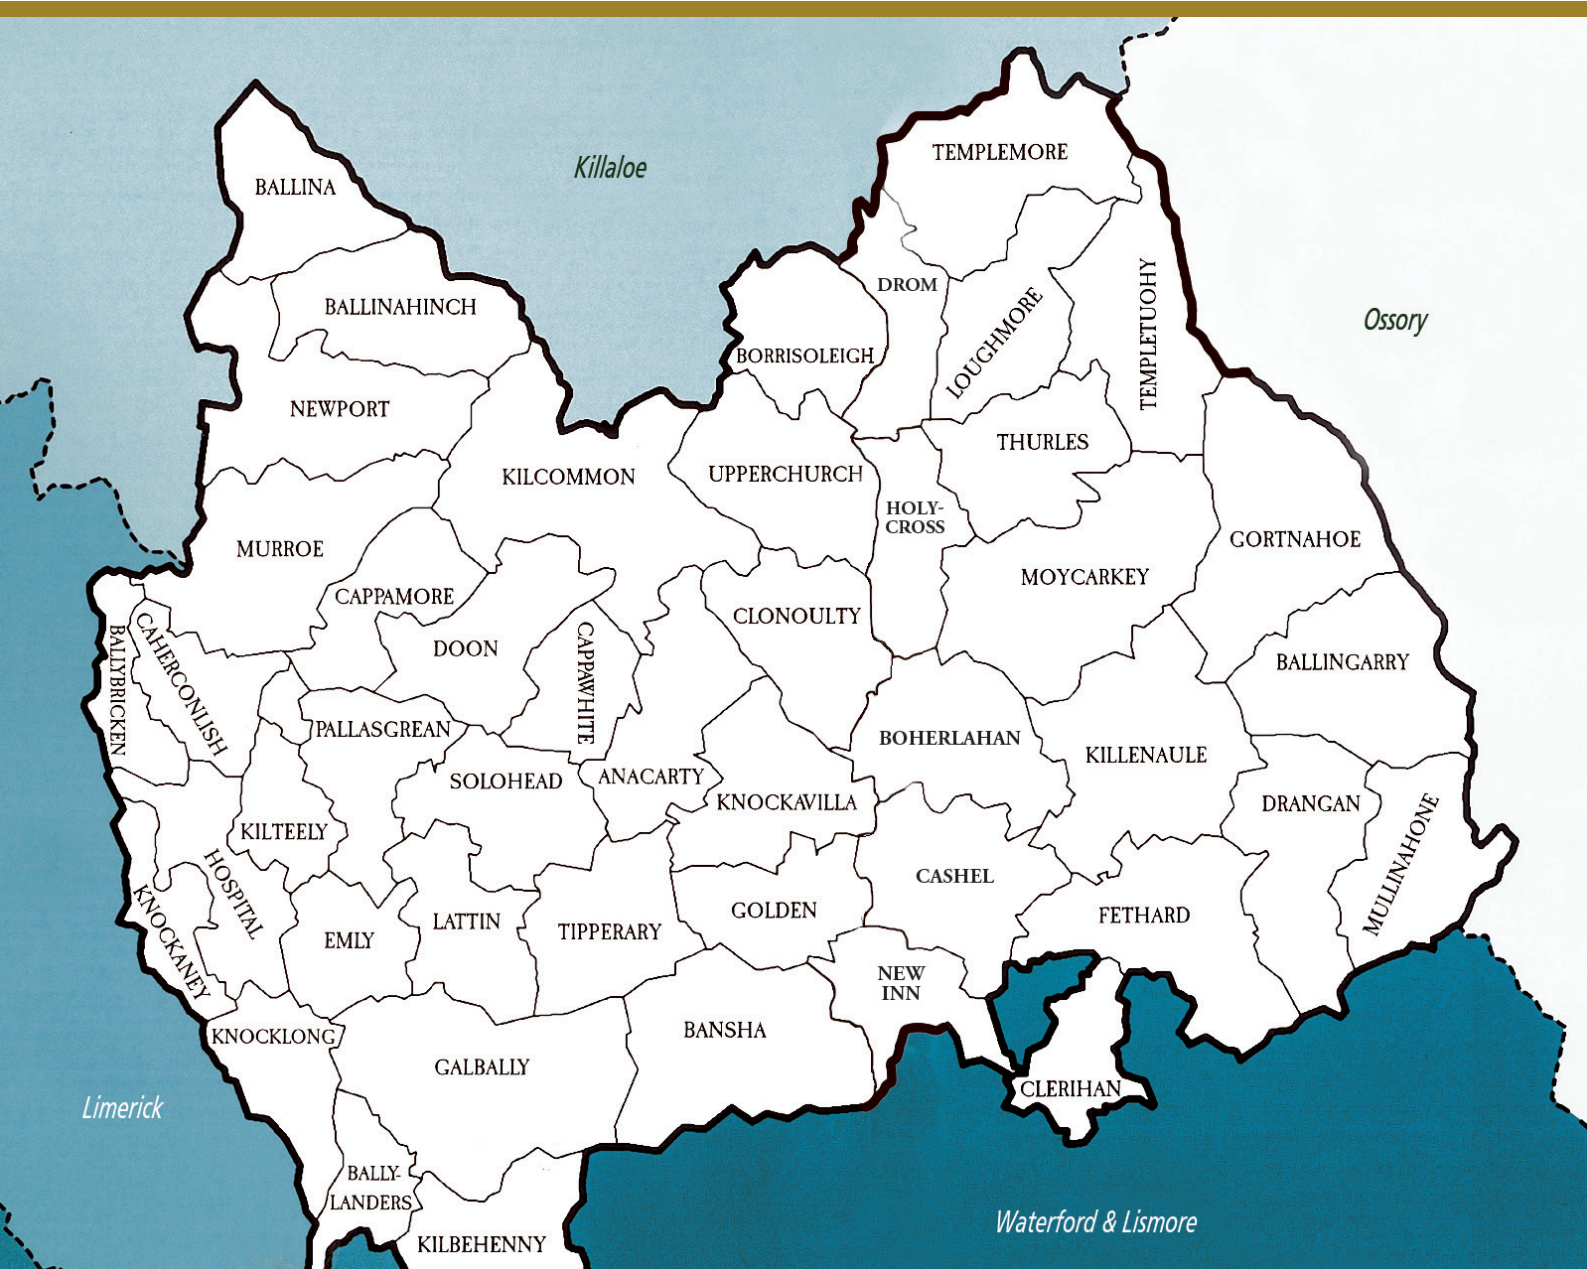 TEMPLEMORE
Killaloe
BALLINA
DROM
BALLINAHINCH
TEMPLETUOHY
Ossory
LOUGHMORE
BORRISOLEIGH
NEWPORT
THURLES
KILCOMMON
UPPERCHURCH
HOLY-
CROSS
GORTNAHOE
MURROE
MOYCARKEY
CAPPAMORE
CLONOULTY
DOON
CAPPAWHITE
BALLINGARRY
BALLYBRICKEN
CAHERCONLISH
PALLASGREAN
BOHERLAHAN
KILLENAULE
SOLOHEAD
ANACARTY
KNOCKAVILLA
DRANGAN
KILTEELY
MULLINAHONE
CASHEL
HOSPITAL
GOLDEN
FETHARD
LATTIN
TIPPERARY
EMLY
KNOCKANEY
NEW
INN
BANSHA
KNOCKLONG
GALBALLY
CLERIHAN
Limerick
BALLY-
LANDERS
Waterford & Lismore
KILBEHENNY